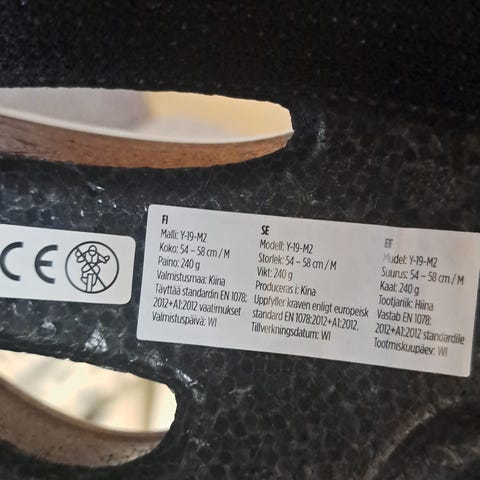 CE
FI
Malli: Y-19-M2
Koko: 54 – 58 cm / M
Paino: 240 g
Valmistusmaa: Kiina
Täyttää standardin EN 1078:
2012+A1:2012 vaatimukset
Valmistuspäivä: WI
SE
Modell: Y-19-M2
Storlek: 54 – 58 cm / M
Vikt: 240 g
Produceras i: Kina
Uppfyller kraven enligt europeisk
standard EN 1078:2012+A1:2012.
Tillverkningsdatum: WI
Mudel: Y-19-M2
Suurus: 54 – 58 cm / M
Kaal: 240 g
Tootjariik: Hiina
Vastab EN 1078:
2012+A1:2012 standardile
Tootmiskuupäev: WI